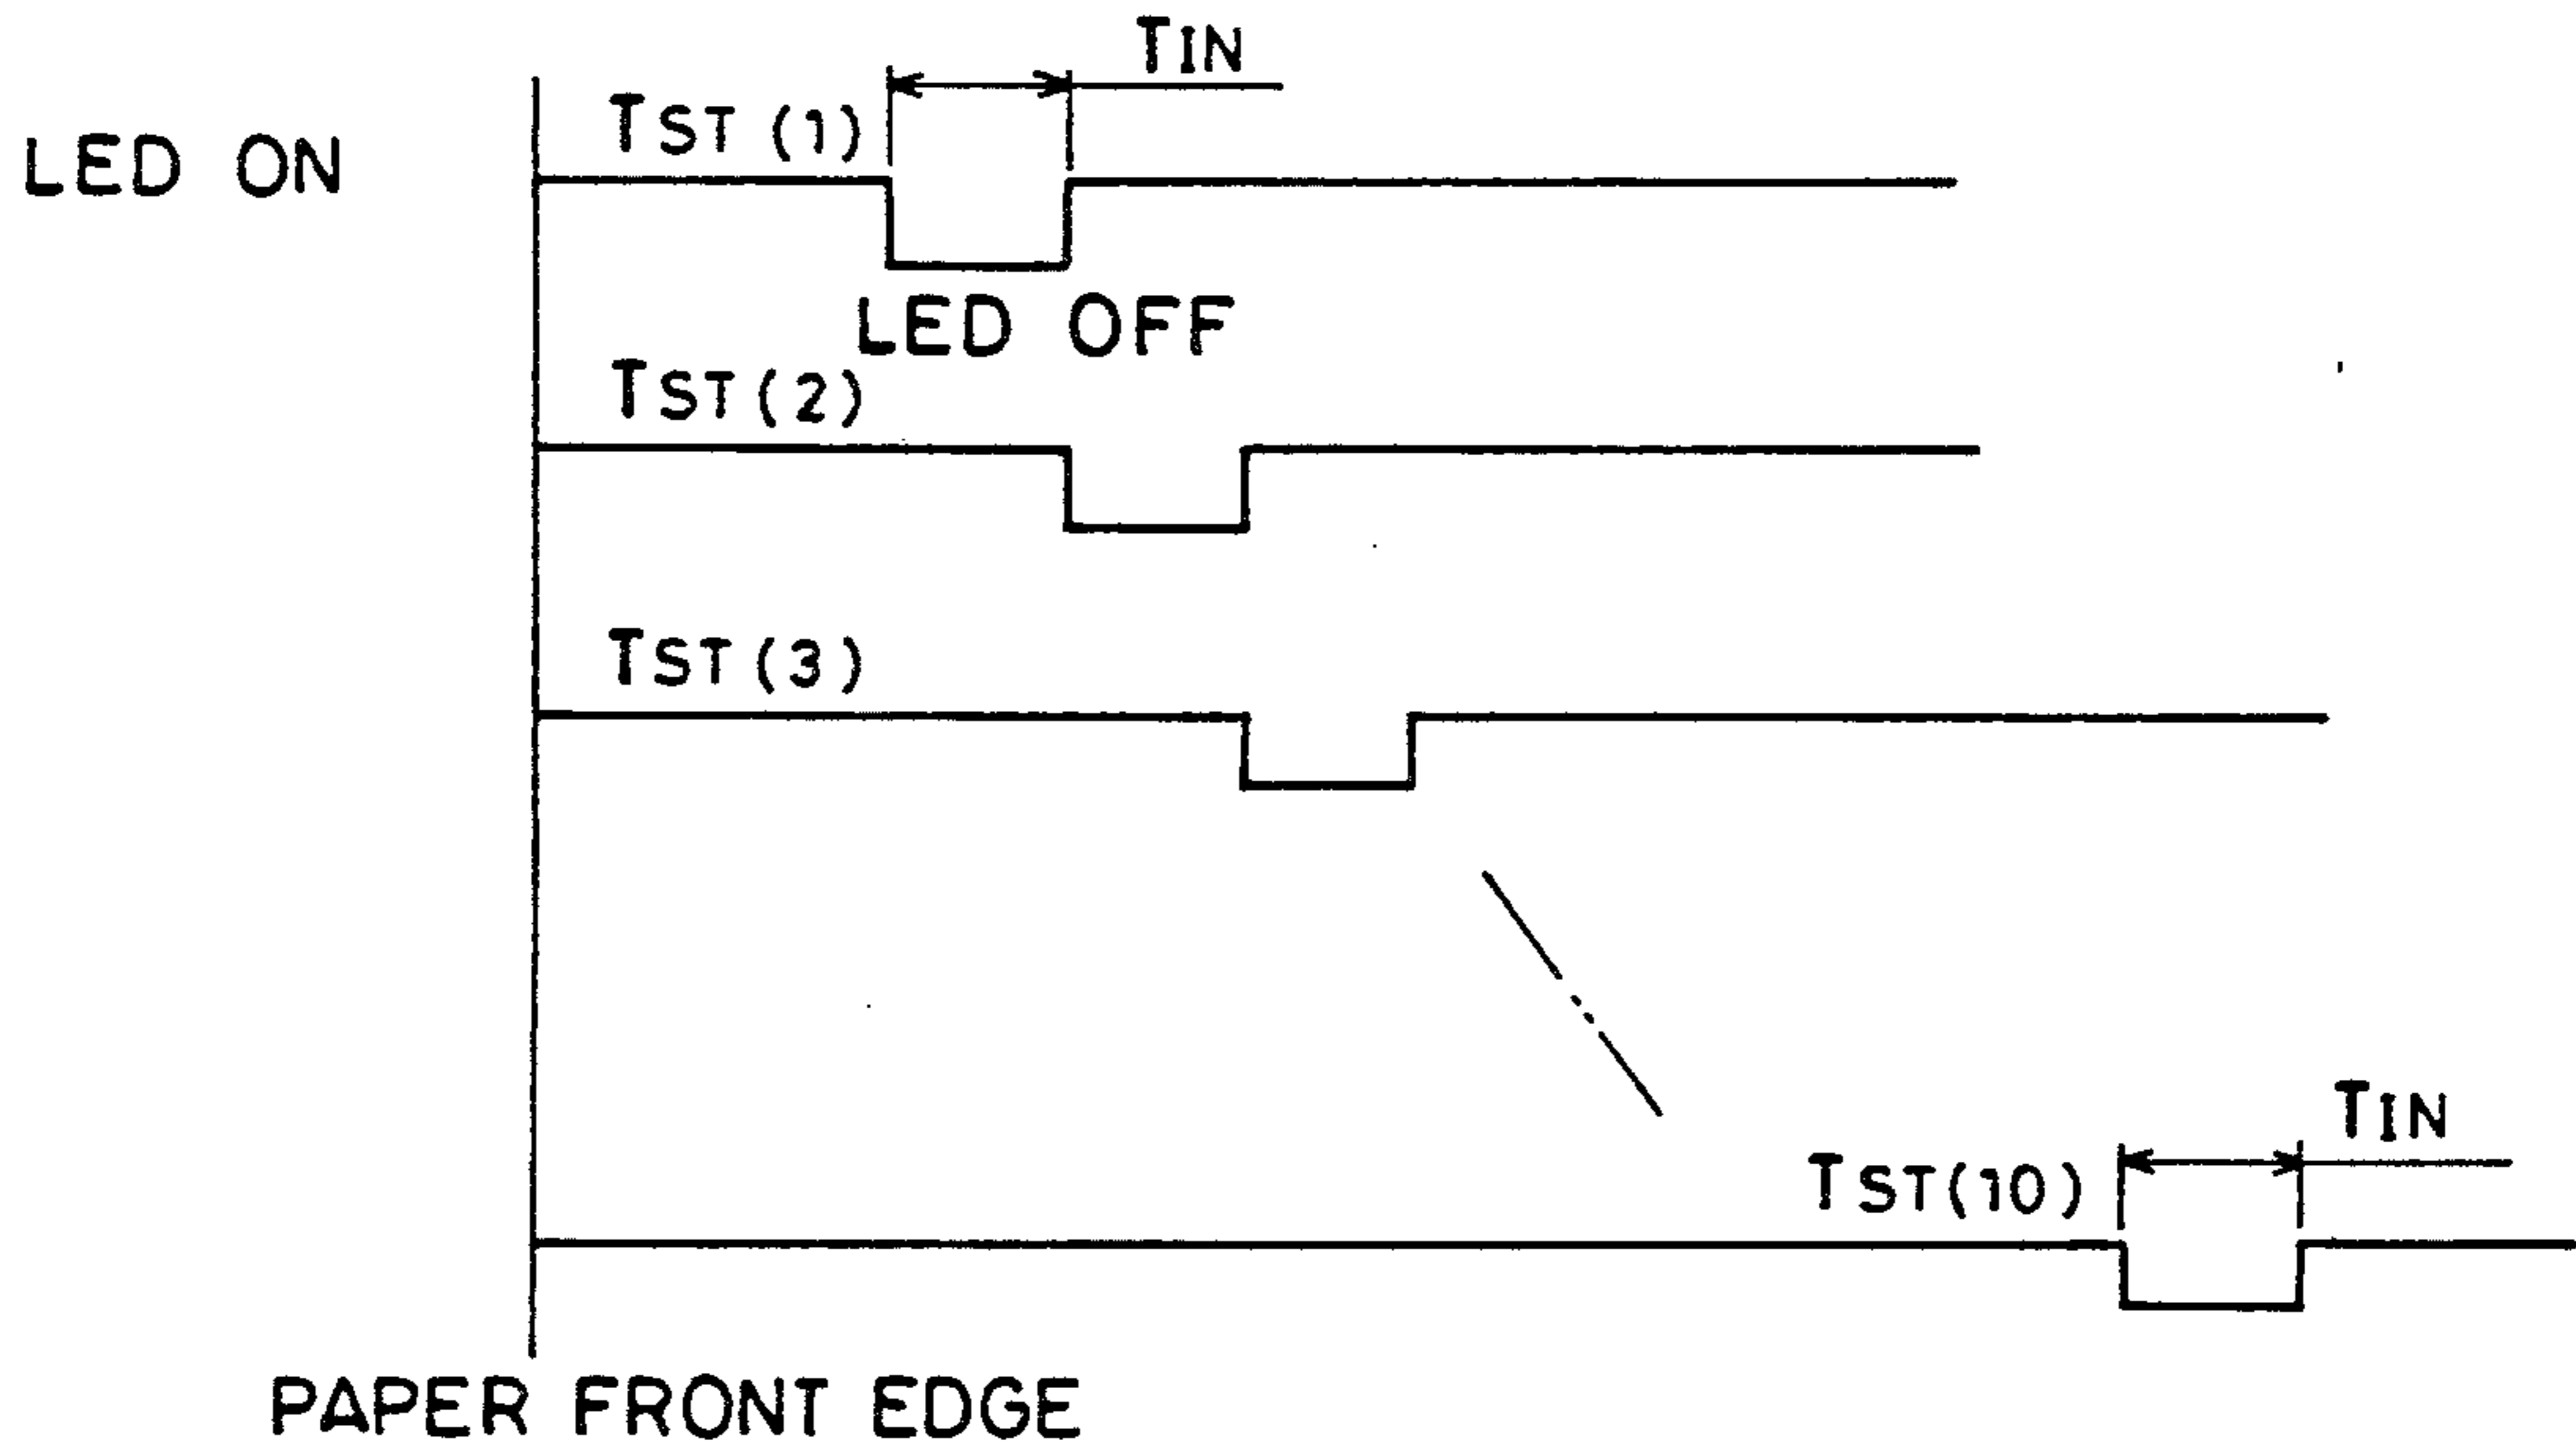 TIN
TST (1)
LED ON
LED OFF
TST (2)
TST (3)
TIN
TST (10)
PAPER FRONT EDGE